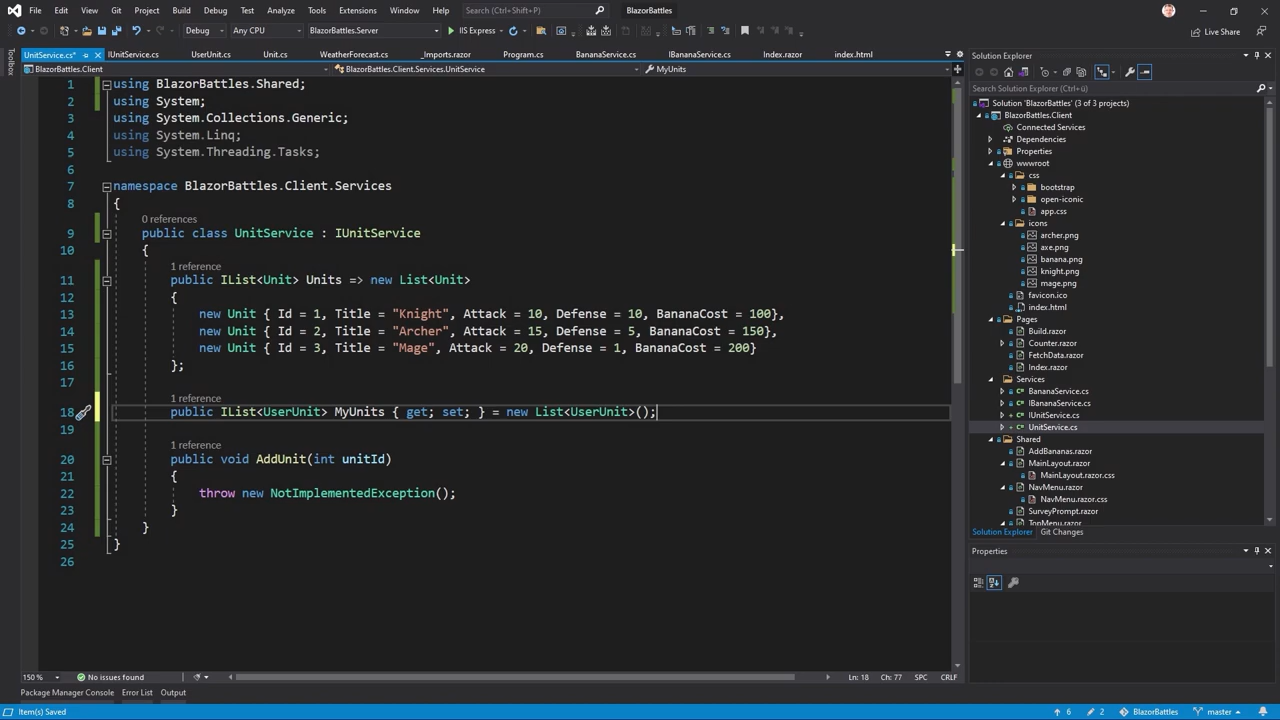 File Edit View Git Project Build Debug Test Analyze Tools Extensions Window Help Search (Ctrl+Q) BlazorBattles
Debug Any CPU BlazorBattles.Server IIS Express Live Share
Toolbox
UnitService.cs* IUnitService.cs UserUnit.cs Unit.cs WeatherForecast.cs _Imports.razor Program.cs BananaService.cs IBananaService.cs Index.razor index.html
BlazorBattles.Client BlazorBattles.Client.Services.UnitService MyUnits
1 using BlazorBattles.Shared;
2 using System;
3 using System.Collections.Generic;
4 using System.Linq;
5 using System.Threading.Tasks;
6
7 namespace BlazorBattles.Client.Services
8 {
0 references
9 public class UnitService : IUnitService
10 {
1 reference
11 public IList<Unit> Units => new List<Unit>
12 {
13 new Unit { Id = 1, Title = "Knight", Attack = 10, Defense = 10, BananaCost = 100},
14 new Unit { Id = 2, Title = "Archer", Attack = 15, Defense = 5, BananaCost = 150},
15 new Unit { Id = 3, Title = "Mage", Attack = 20, Defense = 1, BananaCost = 200}
16 };
17
1 reference
18 public IList<UserUnit> MyUnits { get; set; } = new List<UserUnit>();
19
1 reference
20 public void AddUnit(int unitId)
21 {
22 throw new NotImplementedException();
23 }
24 }
25 }
26
150 % No issues found Ln: 18 Ch: 77 SPC CRLF
Package Manager Console Error List Output
Item(s) Saved 6 2 BlazorBattles master
Solution Explorer
Search Solution Explorer (Ctrl+ü)
Solution 'BlazorBattles' (3 of 3 projects)
BlazorBattles.Client
Connected Services
Dependencies
Properties
wwwroot
css
bootstrap
open-iconic
app.css
icons
archer.png
axe.png
banana.png
knight.png
mage.png
favicon.ico
index.html
Pages
Build.razor
Counter.razor
FetchData.razor
Index.razor
Services
BananaService.cs
IBananaService.cs
IUnitService.cs
UnitService.cs
Shared
AddBananas.razor
MainLayout.razor
MainLayout.razor.css
NavMenu.razor
NavMenu.razor.css
SurveyPrompt.razor
TopMenu.razor
Solution Explorer Git Changes
Properties